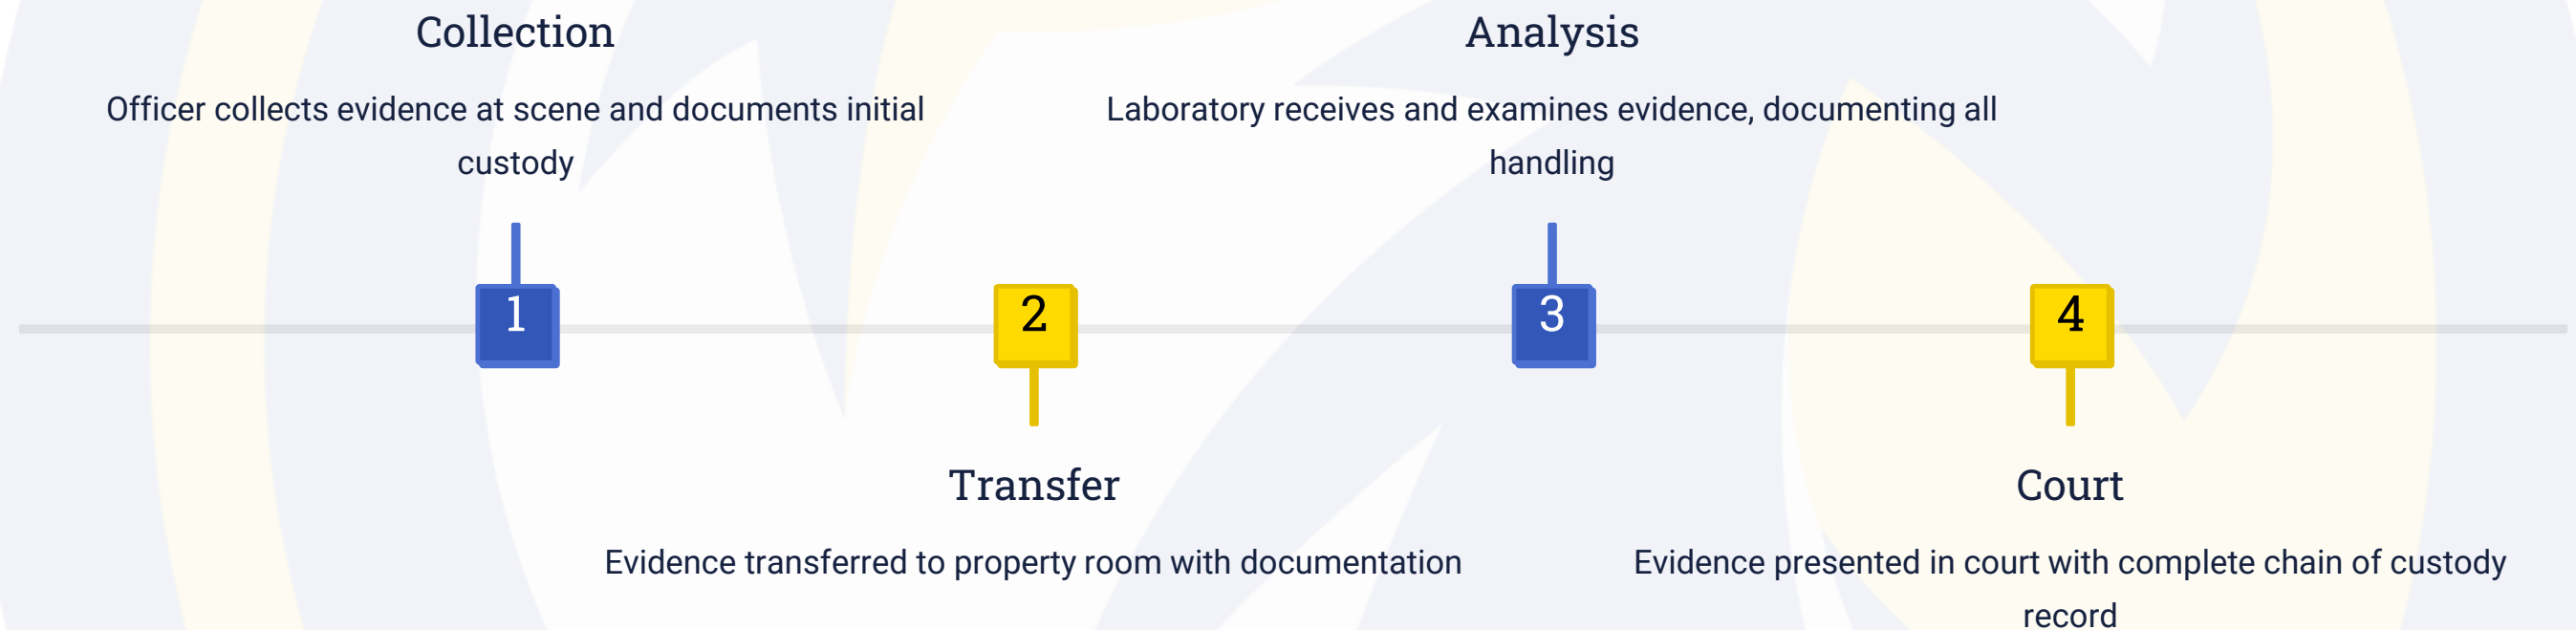 Collection
Officer collects evidence at scene and documents initial
custody
1
2
Transfer
Evidence transferred to property room with documentation
Analysis
Laboratory receives and examines evidence, documenting all
handling
3
4
Court
Evidence presented in court with complete chain of custody
record